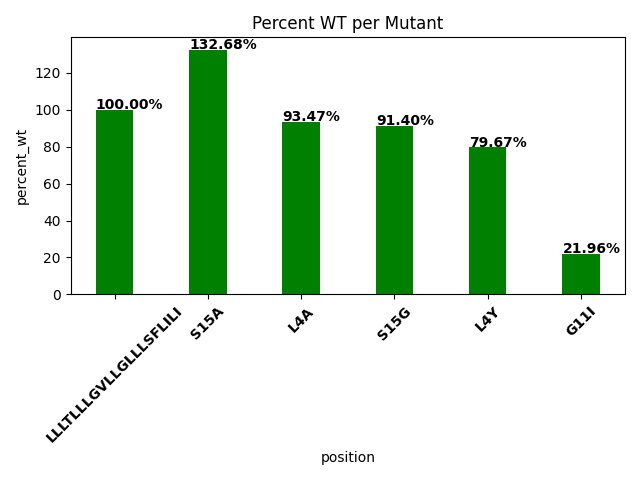 Percent WT per Mutant
percent_wt
120
100
80
60
40
20
0
100.00%
132.68%
93.47%
91.40%
79.67%
21.96%
LLLTLLLGVLLGLLLSFLILI
S15A
L4A
S15G
L4Y
G11I
position